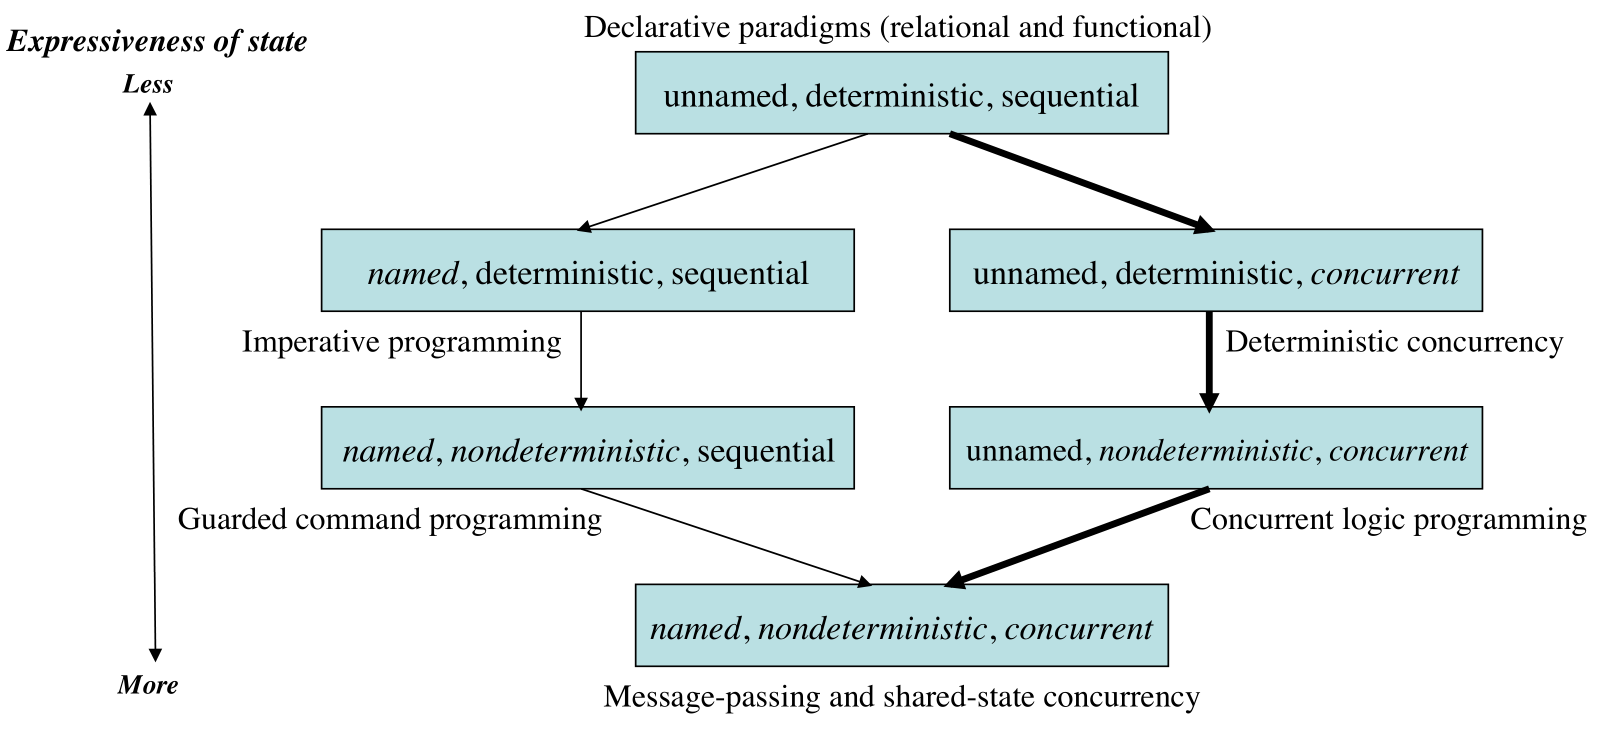 Declarative paradigms (relational and functional)
Expressiveness of state
Less
unnamed, deterministic, sequential
named, deterministic, sequential
unnamed, deterministic, concurrent
Imperative programming
Deterministic concurrency
named, nondeterministic, sequential
unnamed, nondeterministic, concurrent
Guarded command programming
Concurrent logic programming
named, nondeterministic, concurrent
More
Message-passing and shared-state concurrency